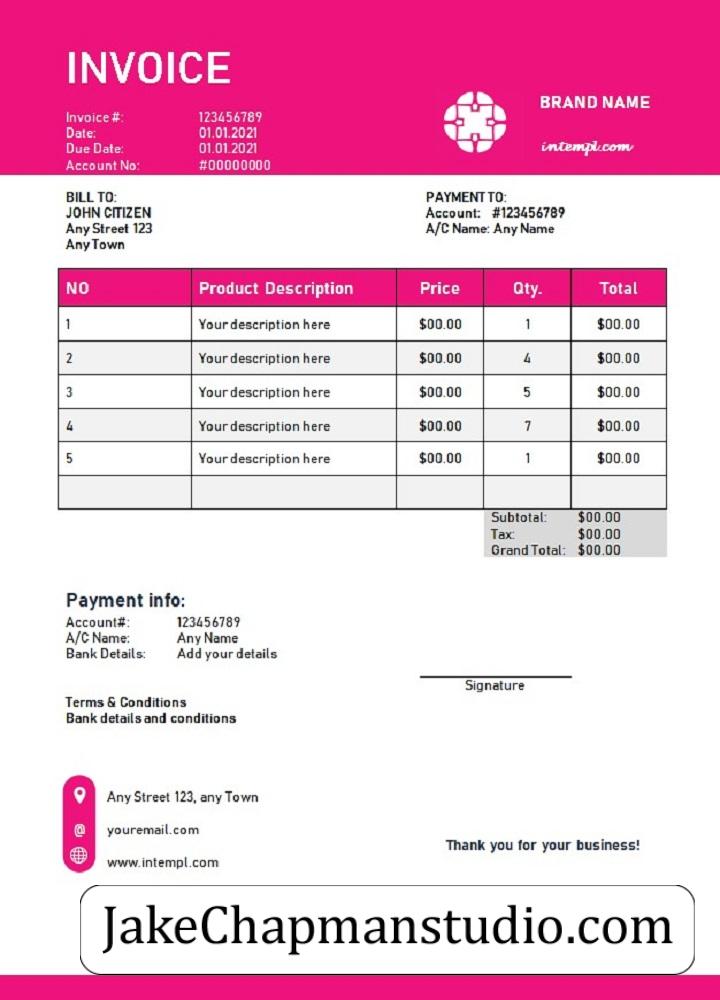 INVOICE
Invoice #: 123456789
Date: 01.01.2021
Due Date: 01.01.2021
Account No: #00000000
BRAND NAME
intempl.com
BILL TO:
JOHN CITIZEN
Any Street 123
Any Town
PAYMENT TO:
Account: #123456789
A/C Name: Any Name
NO Product Description Price Qty. Total
1 Your description here $00.00 1 $00.00
2 Your description here $00.00 4 $00.00
3 Your description here $00.00 5 $00.00
4 Your description here $00.00 7 $00.00
5 Your description here $00.00 1 $00.00
Subtotal: $00.00
Tax: $00.00
Grand Total: $00.00
Payment info:
Account#: 123456789
A/C Name: Any Name
Bank Details: Add your details
Signature
Terms & Conditions
Bank details and conditions
Any Street 123, any Town
@ youremail.com
www.intempl.com
Thank you for your business!
JakeChapmanstudio.com